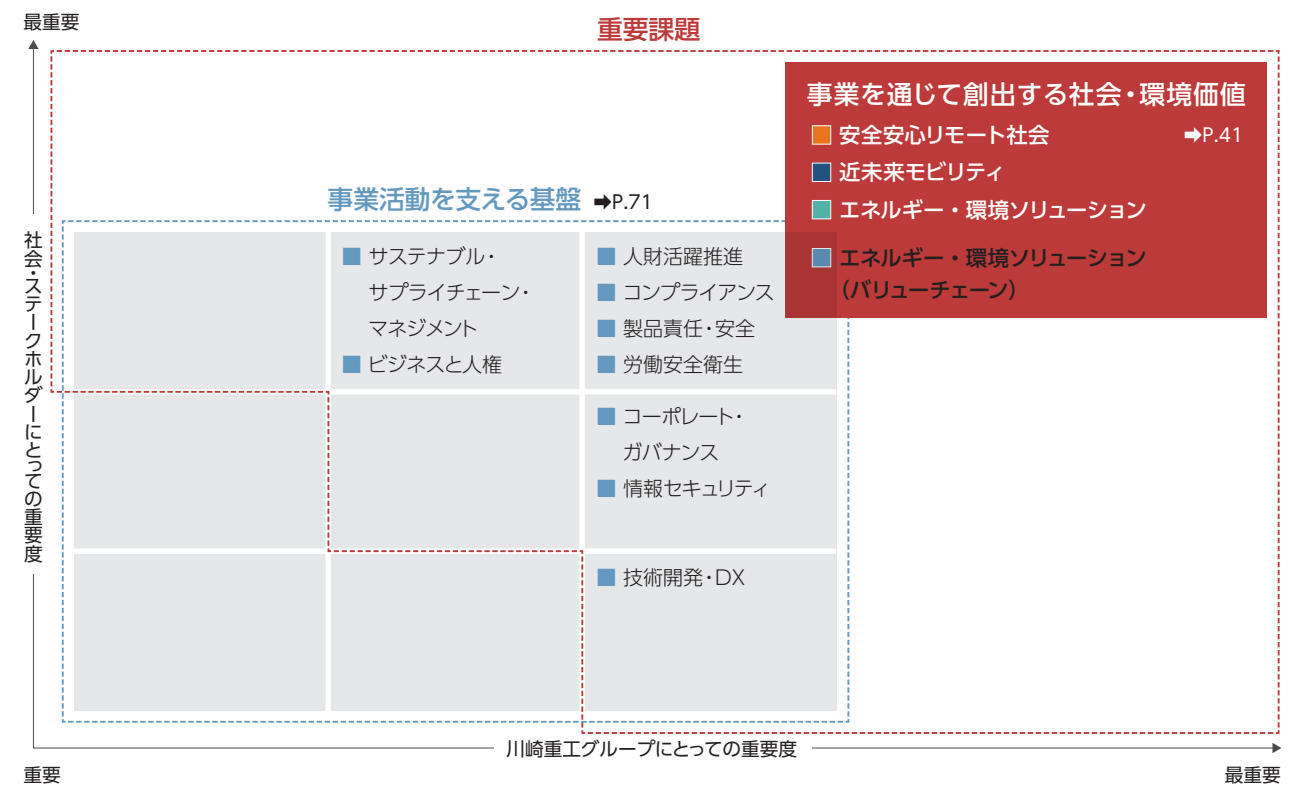 最重要
重要課題
事業を通じて創出する社会・環境価値
安全安心リモート社会 ➡P.41
近未来モビリティ
エネルギー・環境ソリューション
エネルギー・環境ソリューション
（バリューチェーン）
事業活動を支える基盤 ➡P.71
サステナブル・
サプライチェーン・
マネジメント
ビジネスと人権
人財活躍推進
コンプライアンス
製品責任・安全
労働安全衛生
コーポレート・
ガバナンス
情報セキュリティ
技術開発・DX
社会・ステークホルダーにとっての重要度
川崎重工グループにとっての重要度
重要
最重要